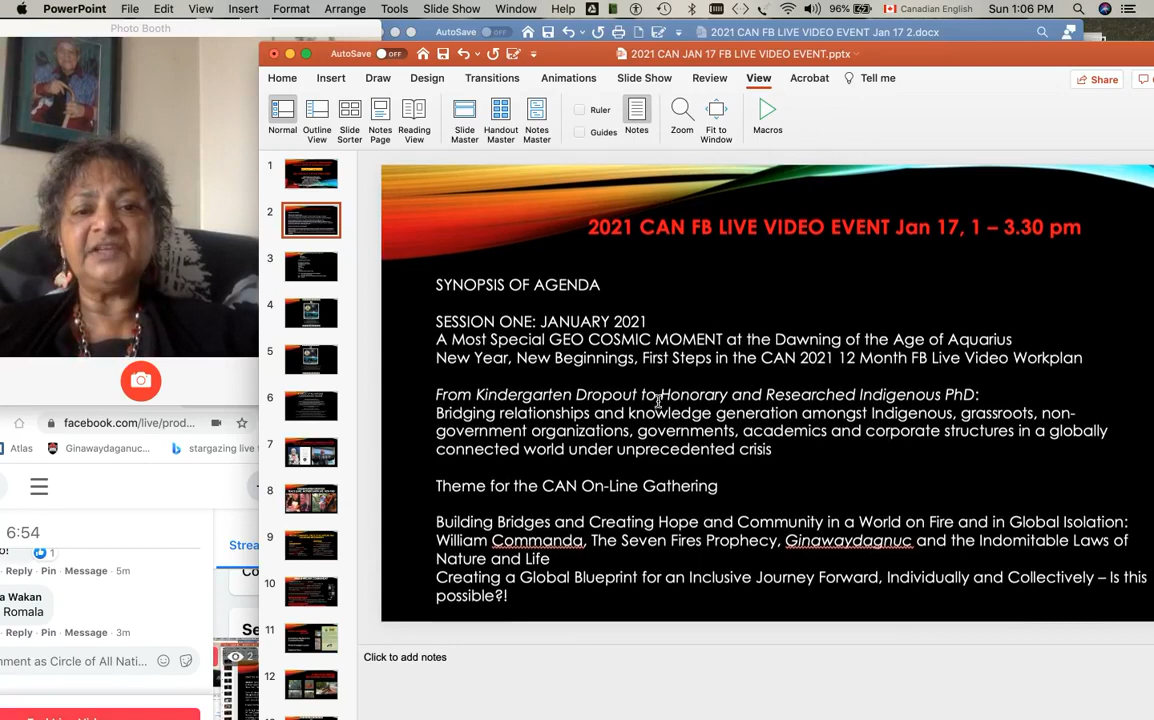 PowerPoint File Edit View Insert Format Arrange Tools Slide Show Window Help 96% Canadian English Sun 1:06 PM
Photo Booth
AutoSave OFF 2021 CAN FB LIVE VIDEO EVENT Jan 17 2.docx
AutoSave OFF 2021 CAN JAN 17 FB LIVE VIDEO EVENT.pptx
Home Insert Draw Design Transitions Animations Slide Show Review View Acrobat Tell me Share
Normal Outline View Slide Sorter Notes Page Reading View Slide Master Handout Master Notes Master Ruler Guides Notes Zoom Fit to Window Macros
1
2
3
4
5
6
7
8
9
10
11
12
2021 CAN FB LIVE VIDEO EVENT Jan 17, 1 – 3.30 pm
SYNOPSIS OF AGENDA
SESSION ONE: JANUARY 2021
A Most Special GEO COSMIC MOMENT at the Dawning of the Age of Aquarius
New Year, New Beginnings, First Steps in the CAN 2021 12 Month FB Live Video Workplan
From Kindergarten Dropout to Honorary and Researched Indigenous PhD:
Bridging relationships and knowledge generation amongst Indigenous, grassroots, non-
government organizations, governments, academics and corporate structures in a globally
connected world under unprecedented crisis
Theme for the CAN On-Line Gathering
Building Bridges and Creating Hope and Community in a World on Fire and in Global Isolation:
William Commanda, The Seven Fires Prophecy, Ginawaydagnuc and the Indomitable Laws of
Nature and Life
Creating a Global Blueprint for an Inclusive Journey Forward, Individually and Collectively – Is this
possible?!
Click to add notes
facebook.com/live/prod...
Atlas Ginawaydaganuc... stargazing live
6:54
Strea
o! 1
Reply Pin Message 5m
a Wakan
Romala
Reply Pin Message 3m
nment as Circle of All Nati...
2